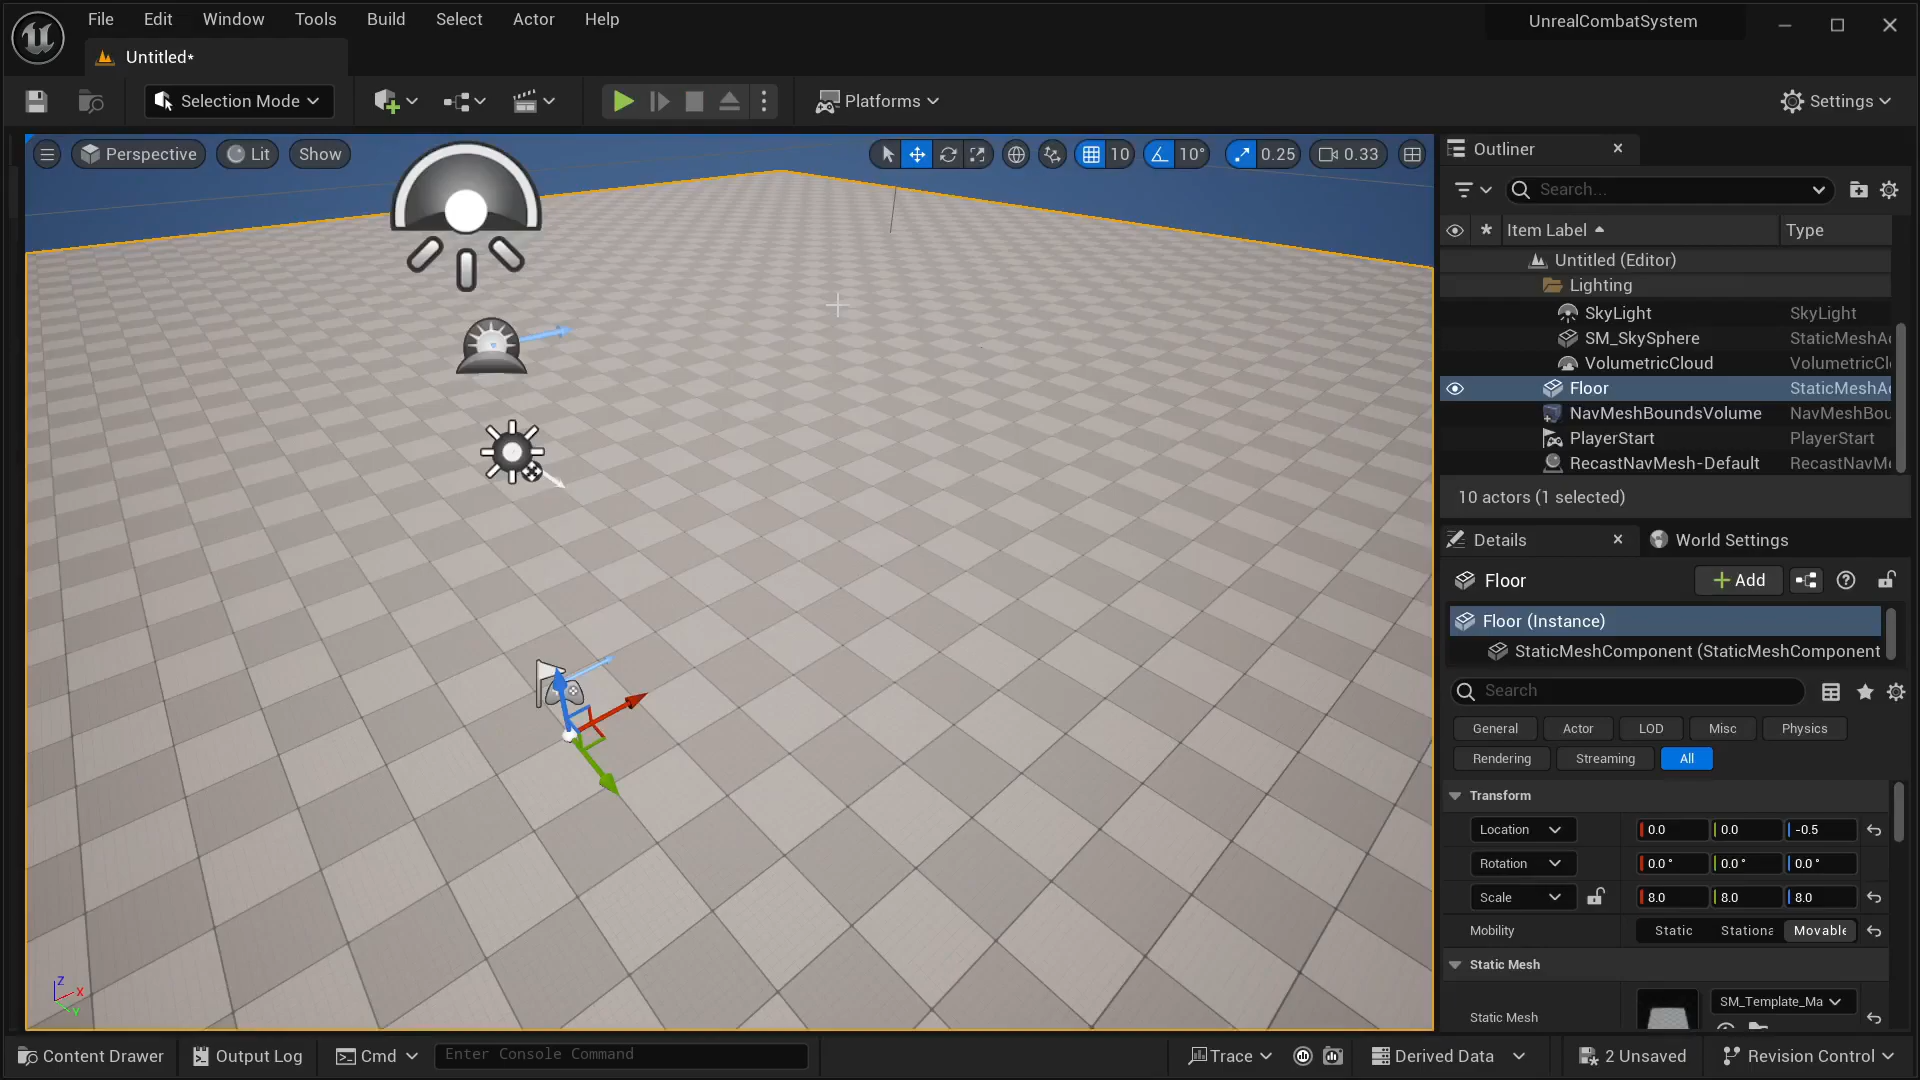 File Edit Window Tools Build Select Actor Help
UnrealCombatSystem
Untitled*
Selection Mode
Platforms
Settings
Perspective Lit Show
10 10° 0.25 0.33
Outliner
Search...
Item Label Type
Untitled (Editor)
Lighting
SkyLight SkyLight
SM_SkySphere StaticMeshA
VolumetricCloud VolumetricCl
Floor StaticMeshA
NavMeshBoundsVolume NavMeshBou
PlayerStart PlayerStart
RecastNavMesh-Default RecastNavM
10 actors (1 selected)
Details World Settings
Floor Add
Floor (Instance)
StaticMeshComponent (StaticMeshComponent
Search
General Actor LOD Misc Physics
Rendering Streaming All
Transform
Location 0.0 0.0 -0.5
Rotation 0.0° 0.0° 0.0°
Scale 8.0 8.0 8.0
Mobility Static Stationa Movable
Static Mesh
SM_Template_Ma
Static Mesh
Z
X
Y
Content Drawer Output Log Cmd Enter Console Command Trace Derived Data 2 Unsaved Revision Control